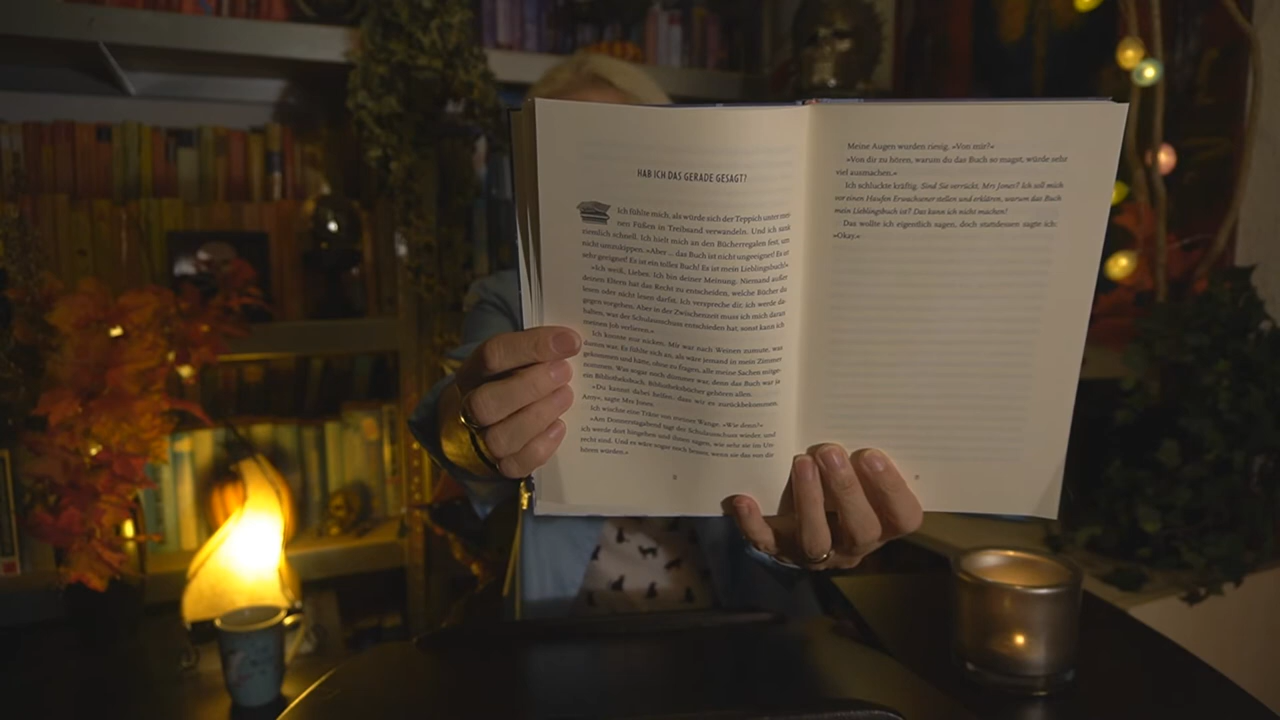 HAB ICH DAS GERADE GESAGT?
Ich fühlte mich, als würde sich der Teppich unter mei-
nen Füßen in Treibsand verwandeln. Und ich sank
ziemlich schnell. Ich hielt mich an den Bücherregalen fest, um
nicht umzukippen. »Aber ... das Buch ist nicht ungeeignet! Es ist
sehr geeignet! Es ist ein tolles Buch! Es ist mein Lieblingsbuch!«
»Ich weiß, Liebes. Ich bin deiner Meinung. Niemand außer
deinen Eltern hat das Recht zu entscheiden, welche Bücher du
lesen oder nicht lesen darfst. Ich verspreche dir, ich werde da-
gegen vorgehen. Aber in der Zwischenzeit muss ich mich daran
halten, was der Schulausschuss entschieden hat, sonst kann ich
meinen Job verlieren.«
Ich konnte nur nicken. Mir war nach Weinen zumute, was
dumm war. Es fühlte sich an, als wäre jemand in mein Zimmer
gekommen und hätte, ohne zu fragen, alle meine Sachen mitge-
nommen. Was sogar noch dümmer war, denn das Buch war ja
ein Bibliotheksbuch. Bibliotheksbücher gehören allen.
»Du kannst dabei helfen, dass wir es zurückbekommen,
Amy«, sagte Mrs Jones.
Ich wischte eine Träne von meiner Wange. »Wie denn?«
»Am Donnerstagabend tagt der Schulausschuss wieder, und
ich werde dort hingehen und ihnen sagen, wie sehr sie im Un-
recht sind. Und es wäre sogar noch besser, wenn sie das von dir
hören würden.«
Meine Augen wurden riesig. »Von mir?«
»Von dir zu hören, warum du das Buch so magst, würde sehr
viel ausmachen.«
Ich schluckte kräftig. Sind Sie verrückt, Mrs Jones? Ich soll mich
vor einen Haufen Erwachsener stellen und erklären, warum das Buch
mein Lieblingsbuch ist? Das kann ich nicht machen!
Das wollte ich eigentlich sagen, doch stattdessen sagte ich:
»Okay.«